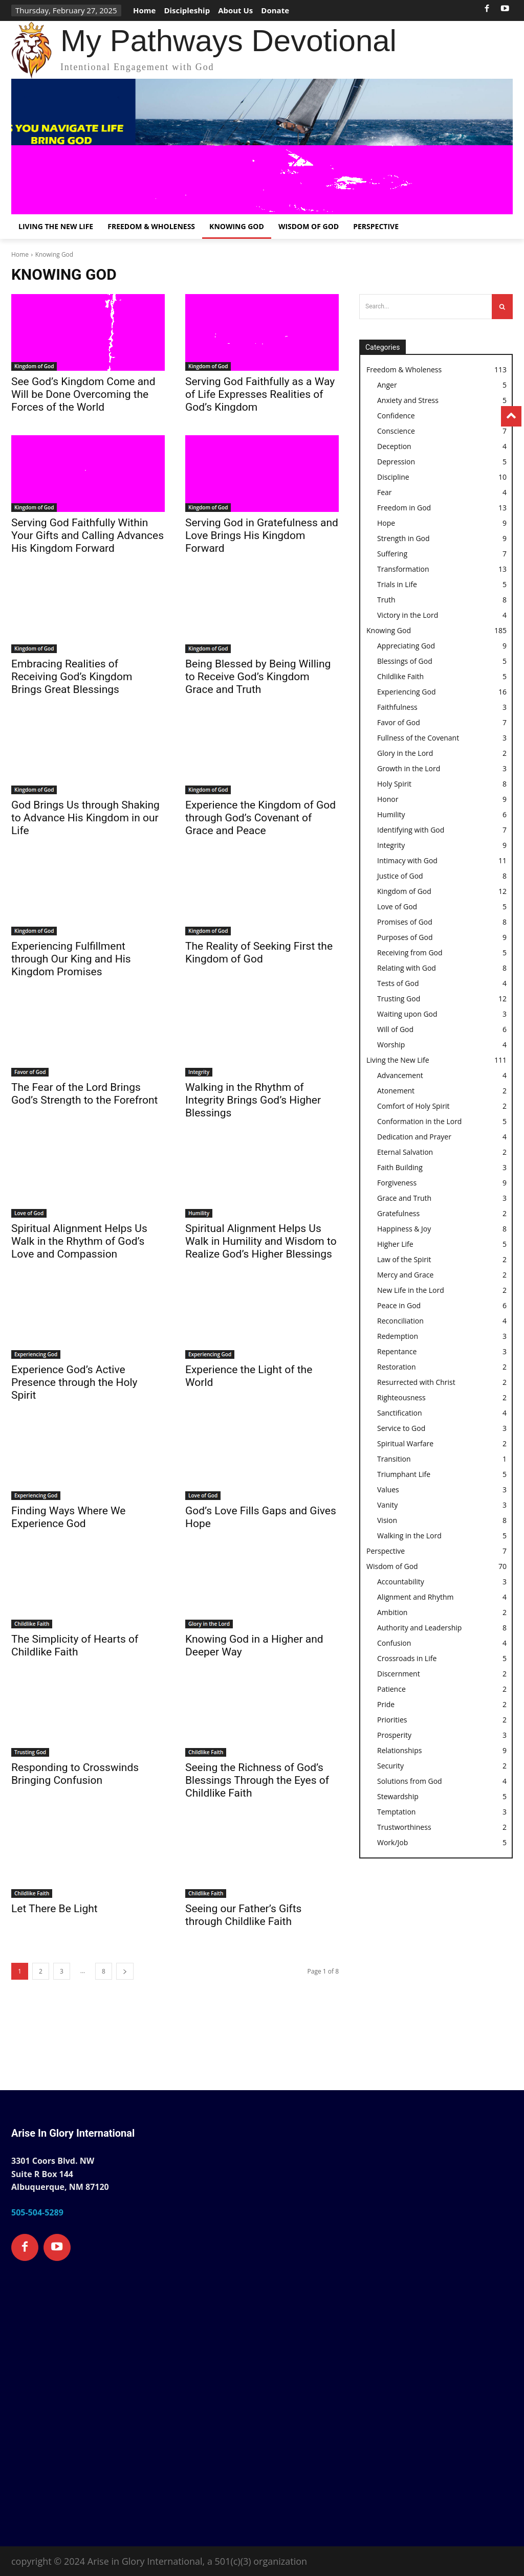 Thursday, February 27, 2025
Home Discipleship About Us Donate
My Pathways Devotional
Intentional Engagement with God
S YOU NAVIGATE LIFE
BRING GOD
LIVING THE NEW LIFE FREEDOM & WHOLENESS KNOWING GOD WISDOM OF GOD PERSPECTIVE
Home › Knowing God
KNOWING GOD
Kingdom of God
See God’s Kingdom Come and
Will be Done Overcoming the
Forces of the World
Kingdom of God
Serving God Faithfully as a Way
of Life Expresses Realities of
God’s Kingdom
Kingdom of God
Serving God Faithfully Within
Your Gifts and Calling Advances
His Kingdom Forward
Kingdom of God
Serving God in Gratefulness and
Love Brings His Kingdom
Forward
Kingdom of God
Embracing Realities of
Receiving God’s Kingdom
Brings Great Blessings
Kingdom of God
Being Blessed by Being Willing
to Receive God’s Kingdom
Grace and Truth
Kingdom of God
God Brings Us through Shaking
to Advance His Kingdom in our
Life
Kingdom of God
Experience the Kingdom of God
through God’s Covenant of
Grace and Peace
Kingdom of God
Experiencing Fulfillment
through Our King and His
Kingdom Promises
Kingdom of God
The Reality of Seeking First the
Kingdom of God
Favor of God
The Fear of the Lord Brings
God’s Strength to the Forefront
Integrity
Walking in the Rhythm of
Integrity Brings God’s Higher
Blessings
Love of God
Spiritual Alignment Helps Us
Walk in the Rhythm of God’s
Love and Compassion
Humility
Spiritual Alignment Helps Us
Walk in Humility and Wisdom to
Realize God’s Higher Blessings
Experiencing God
Experience God’s Active
Presence through the Holy
Spirit
Experiencing God
Experience the Light of the
World
Experiencing God
Finding Ways Where We
Experience God
Love of God
God’s Love Fills Gaps and Gives
Hope
Childlike Faith
The Simplicity of Hearts of
Childlike Faith
Glory in the Lord
Knowing God in a Higher and
Deeper Way
Trusting God
Responding to Crosswinds
Bringing Confusion
Childlike Faith
Seeing the Richness of God’s
Blessings Through the Eyes of
Childlike Faith
Childlike Faith
Let There Be Light
Childlike Faith
Seeing our Father’s Gifts
through Childlike Faith
1 2 3 ... 8
Page 1 of 8
Search...
Categories
Freedom & Wholeness 113
Anger 5
Anxiety and Stress 5
Confidence
Conscience 7
Deception 4
Depression 5
Discipline 10
Fear 4
Freedom in God 13
Hope 9
Strength in God 9
Suffering 7
Transformation 13
Trials in Life 5
Truth 8
Victory in the Lord 4
Knowing God 185
Appreciating God 9
Blessings of God 5
Childlike Faith 5
Experiencing God 16
Faithfulness 3
Favor of God 7
Fullness of the Covenant 3
Glory in the Lord 2
Growth in the Lord 3
Holy Spirit 8
Honor 9
Humility 6
Identifying with God 7
Integrity 9
Intimacy with God 11
Justice of God 8
Kingdom of God 12
Love of God 5
Promises of God 8
Purposes of God 9
Receiving from God 5
Relating with God 8
Tests of God 4
Trusting God 12
Waiting upon God 3
Will of God 6
Worship 4
Living the New Life 111
Advancement 4
Atonement 2
Comfort of Holy Spirit 2
Conformation in the Lord 5
Dedication and Prayer 4
Eternal Salvation 2
Faith Building 3
Forgiveness 9
Grace and Truth 3
Gratefulness 2
Happiness & Joy 8
Higher Life 5
Law of the Spirit 2
Mercy and Grace 2
New Life in the Lord 2
Peace in God 6
Reconciliation 4
Redemption 3
Repentance 3
Restoration 2
Resurrected with Christ 2
Righteousness 2
Sanctification 4
Service to God 3
Spiritual Warfare 2
Transition 1
Triumphant Life 5
Values 3
Vanity 3
Vision 8
Walking in the Lord 5
Perspective 7
Wisdom of God 70
Accountability 3
Alignment and Rhythm 4
Ambition 2
Authority and Leadership 8
Confusion 4
Crossroads in Life 5
Discernment 2
Patience 2
Pride 2
Priorities 2
Prosperity 3
Relationships 9
Security 2
Solutions from God 4
Stewardship 5
Temptation 3
Trustworthiness 2
Work/Job 5
Arise In Glory International
3301 Coors Blvd. NW
Suite R Box 144
Albuquerque, NM 87120
505-504-5289
copyright © 2024 Arise in Glory International, a 501(c)(3) organization